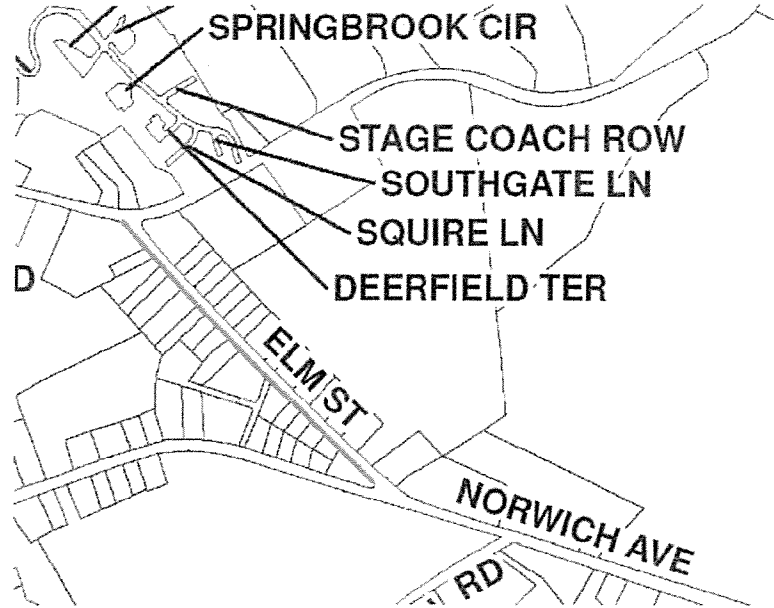 SPRINGBROOK CIR
STAGE COACH ROW
SOUTHGATE LN
SQUIRE LN
D
DEERFIELD TER
ELM ST
NORWICH AVE
RD